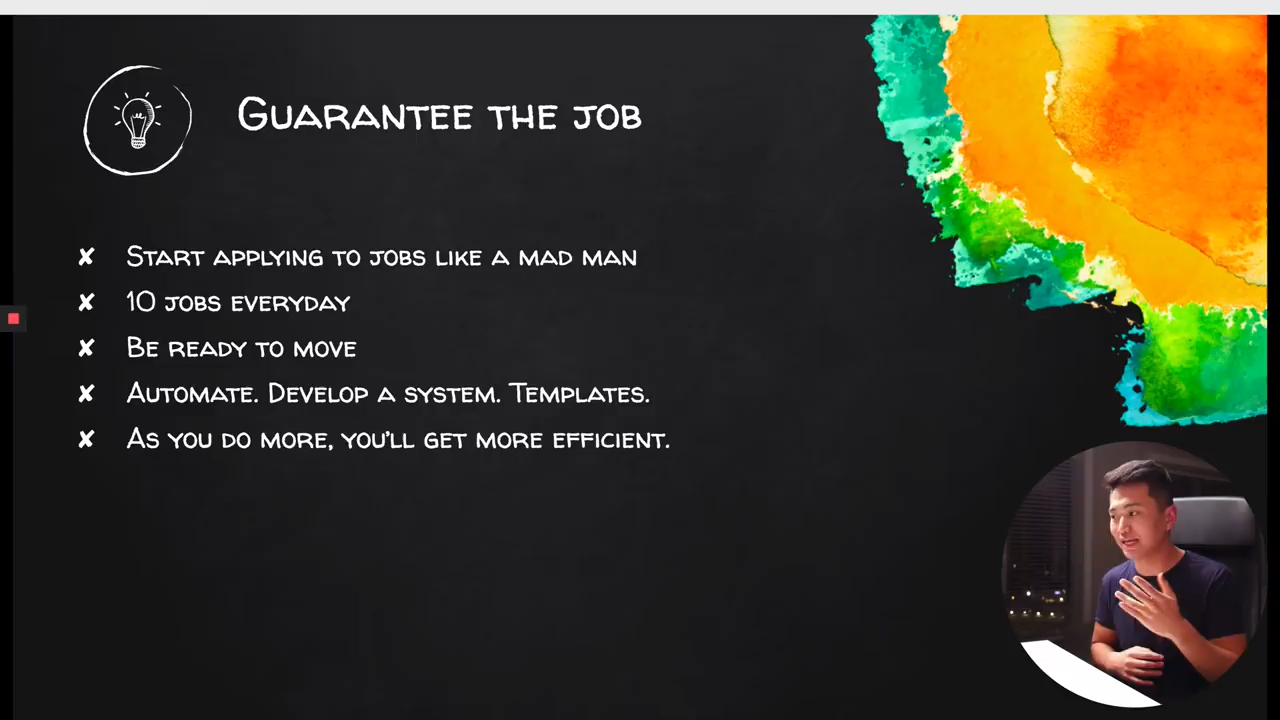 Guarantee the job
Start applying to jobs like a mad man
10 jobs everyday
Be ready to move
Automate. Develop a system. Templates.
As you do more, you'll get more efficient.